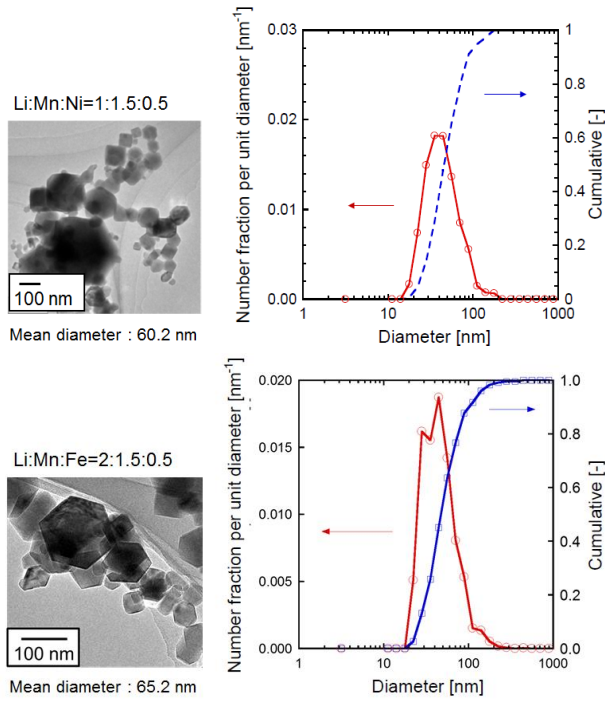 Li:Mn:Ni=1:1.5:0.5
100 nm
Mean diameter : 60.2 nm
Number fraction per unit diameter [nm⁻¹]
0.03
0.02
0.01
0.00
1
0.8
0.6
0.4
0.2
0
Cumulative [-]
1
10
100
1000
Diameter [nm]
Li:Mn:Fe=2:1.5:0.5
100 nm
Mean diameter : 65.2 nm
Number fraction per unit diameter [nm⁻¹]
0.020
0.015
0.010
0.005
0.000
1.0
0.8
0.6
0.4
0.2
0.0
Cumulative [-]
1
10
100
1000
Diameter [nm]